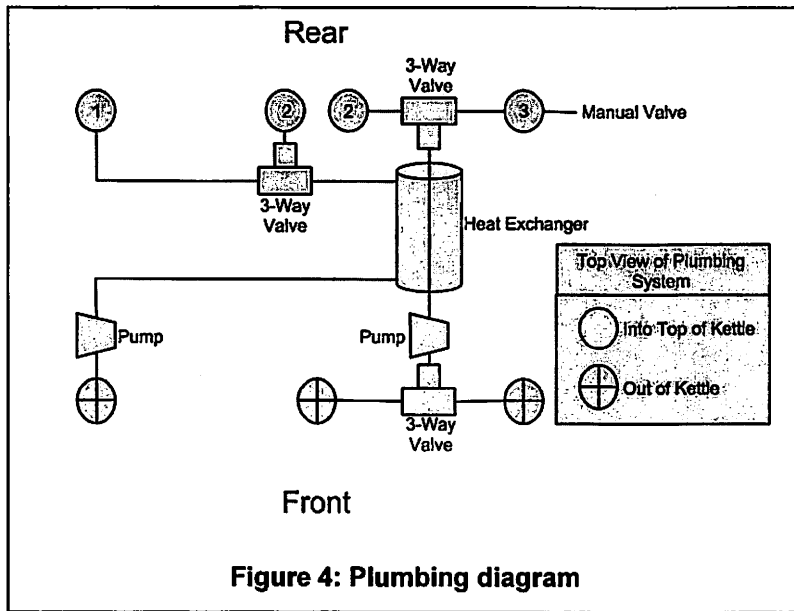 Rear
3-Way
Valve
1
2
2
3
Manual Valve
3-Way
Valve
Heat Exchanger
Top View of Plumbing
System
Into Top of Kettle
Out of Kettle
Pump
Pump
3-Way
Valve
Front
Figure 4: Plumbing diagram